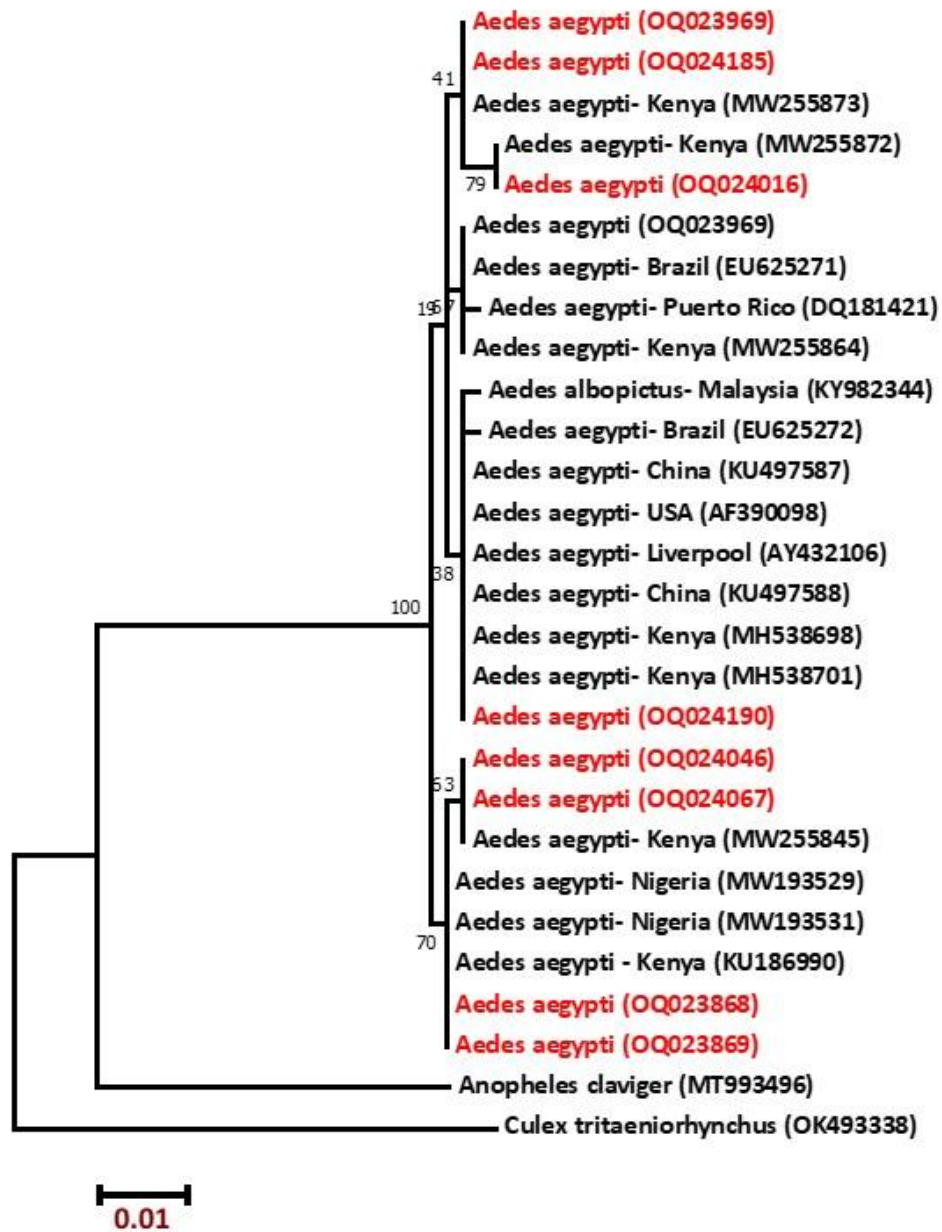 Aedes aegypti (OQ023969)
Aedes aegypti (OQ024185)
41
Aedes aegypti- Kenya (MW255873)
Aedes aegypti- Kenya (MW255872)
79
Aedes aegypti (OQ024016)
Aedes aegypti (OQ023969)
Aedes aegypti- Brazil (EU625271)
19
Aedes aegypti- Puerto Rico (DQ181421)
Aedes aegypti- Kenya (MW255864)
Aedes albopictus- Malaysia (KY982344)
Aedes aegypti- Brazil (EU625272)
Aedes aegypti- China (KU497587)
Aedes aegypti- USA (AF390098)
Aedes aegypti- Liverpool (AY432106)
38
Aedes aegypti- China (KU497588)
100
Aedes aegypti- Kenya (MH538698)
Aedes aegypti- Kenya (MH538701)
Aedes aegypti (OQ024190)
Aedes aegypti (OQ024046)
Aedes aegypti (OQ024067)
Aedes aegypti- Kenya (MW255845)
Aedes aegypti- Nigeria (MW193529)
Aedes aegypti- Nigeria (MW193531)
70
Aedes aegypti - Kenya (KU186990)
Aedes aegypti (OQ023868)
Aedes aegypti (OQ023869)
Anopheles claviger (MT993496)
Culex tritaeniorhynchus (OK493338)
0.01